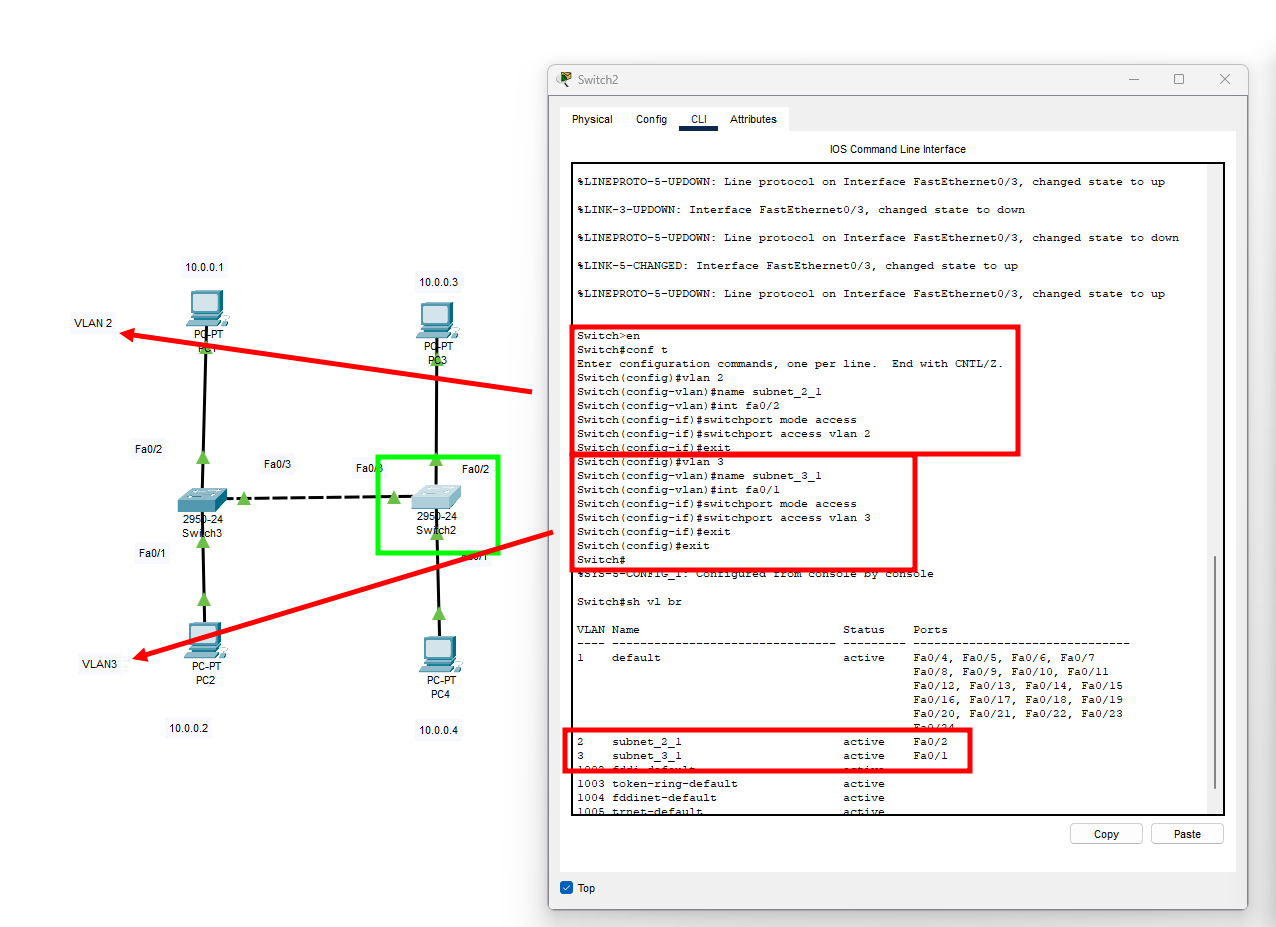 Switch2
Physical Config CLI Attributes
IOS Command Line Interface
%LINEPROTO-5-UPDOWN: Line protocol on Interface FastEthernet0/3, changed state to up
%LINK-3-UPDOWN: Interface FastEthernet0/3, changed state to down
%LINEPROTO-5-UPDOWN: Line protocol on Interface FastEthernet0/3, changed state to down
%LINK-5-CHANGED: Interface FastEthernet0/3, changed state to up
%LINEPROTO-5-UPDOWN: Line protocol on Interface FastEthernet0/3, changed state to up
Switch>en
Switch#conf t
Enter configuration commands, one per line.  End with CNTL/Z.
Switch(config)#vlan 2
Switch(config-vlan)#name subnet_2_1
Switch(config-vlan)#int fa0/2
Switch(config-if)#switchport mode access
Switch(config-if)#switchport access vlan 2
Switch(config-if)#exit
Switch(config)#vlan 3
Switch(config-vlan)#name subnet_3_1
Switch(config-vlan)#int fa0/1
Switch(config-if)#switchport mode access
Switch(config-if)#switchport access vlan 3
Switch(config-if)#exit
Switch(config)#exit
Switch#
%SYS-5-CONFIG_I: Configured from console by console
Switch#sh vl br
VLAN Name Status Ports
---- -------------------------------- --------- -------------------------------
1 default active Fa0/4, Fa0/5, Fa0/6, Fa0/7
Fa0/8, Fa0/9, Fa0/10, Fa0/11
Fa0/12, Fa0/13, Fa0/14, Fa0/15
Fa0/16, Fa0/17, Fa0/18, Fa0/19
Fa0/20, Fa0/21, Fa0/22, Fa0/23
Fa0/24
2 subnet_2_1 active Fa0/2
3 subnet_3_1 active Fa0/1
1002 fddi-default active
1003 token-ring-default active
1004 fddinet-default active
1005 trnet-default active
Copy Paste
Top
10.0.0.1
10.0.0.3
VLAN 2
PC-PT
PC1
PC-PT
PC3
Fa0/2
Fa0/3
Fa0/3
Fa0/2
2950-24
Switch3
2950-24
Switch2
Fa0/1
Fa0/1
VLAN3
PC-PT
PC2
PC-PT
PC4
10.0.0.2
10.0.0.4